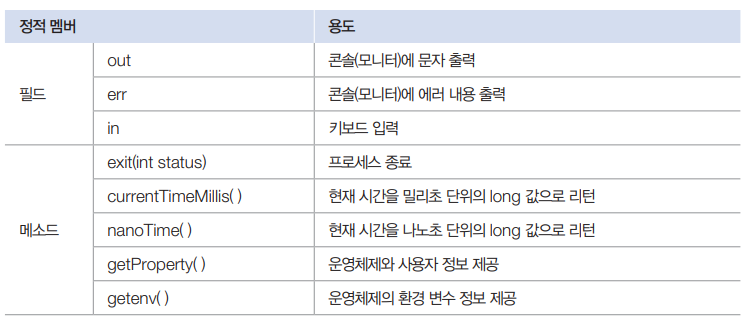 정적 멤버 용도
필드 out 콘솔(모니터)에 문자 출력
err 콘솔(모니터)에 에러 내용 출력
in 키보드 입력
메소드 exit(int status) 프로세스 종료
currentTimeMillis( ) 현재 시간을 밀리초 단위의 long 값으로 리턴
nanoTime( ) 현재 시간을 나노초 단위의 long 값으로 리턴
getProperty( ) 운영체제와 사용자 정보 제공
getenv( ) 운영체제의 환경 변수 정보 제공